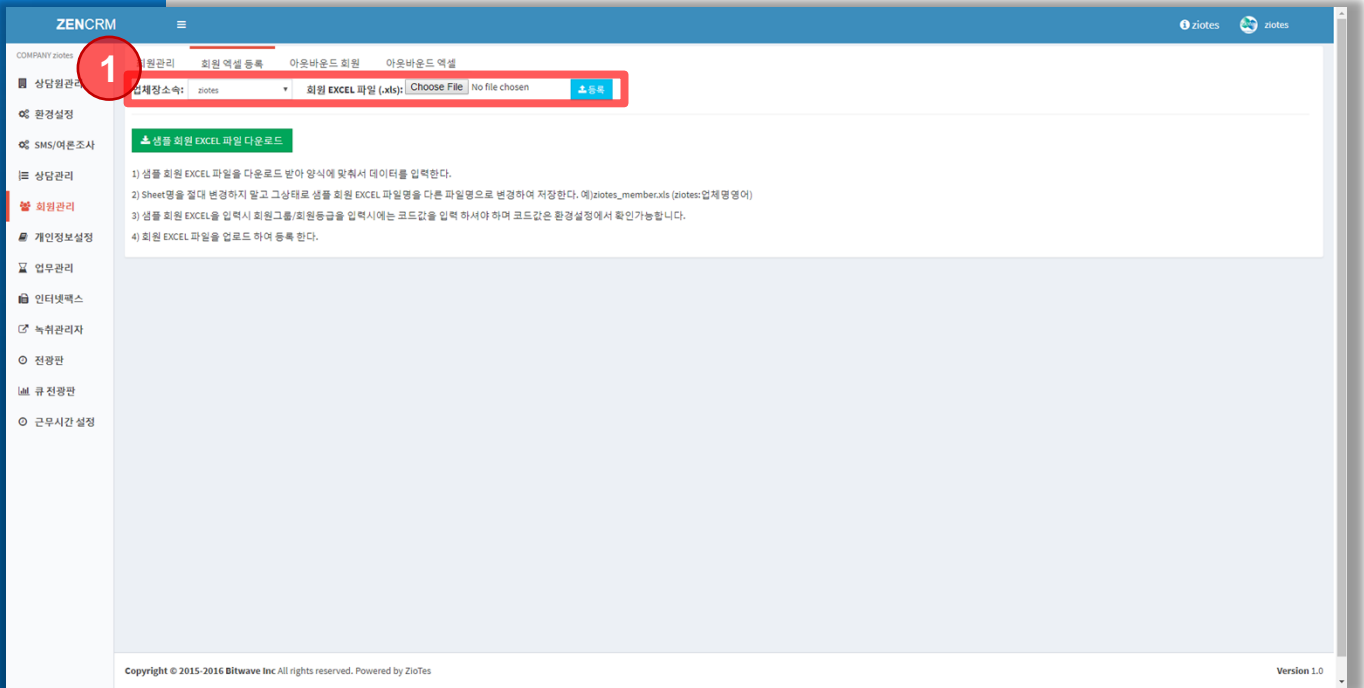 ZENCRM
ziotes
ziotes
COMPANY ziotes
1
회원관리
회원 엑셀 등록
아웃바운드 회원
아웃바운드 엑셀
상담원관리
환경설정
SMS/여론조사
상담관리
회원관리
개인정보설정
업무관리
인터넷팩스
녹취관리자
전광판
큐 전광판
근무시간 설정
업체장소속: ziotes 회원 EXCEL 파일 (.xls): Choose File No file chosen 등록
샘플 회원 EXCEL 파일 다운로드
1) 샘플 회원 EXCEL 파일을 다운로드 받아 양식에 맞춰서 데이터를 입력한다.
2) Sheet명을 절대 변경하지 말고 그상태로 샘플 회원 EXCEL 파일명을 다른 파일명으로 변경하여 저장한다. 예)ziotes_member.xls (ziotes:업체명영어)
3) 샘플 회원 EXCEL을 입력시 회원그룹/회원등급을 입력시에는 코드값을 입력 하셔야 하며 코드값은 환경설정에서 확인가능합니다.
4) 회원 EXCEL 파일을 업로드 하여 등록 한다.
Copyright © 2015-2016 Bitwave Inc All rights reserved. Powered by ZioTes
Version 1.0